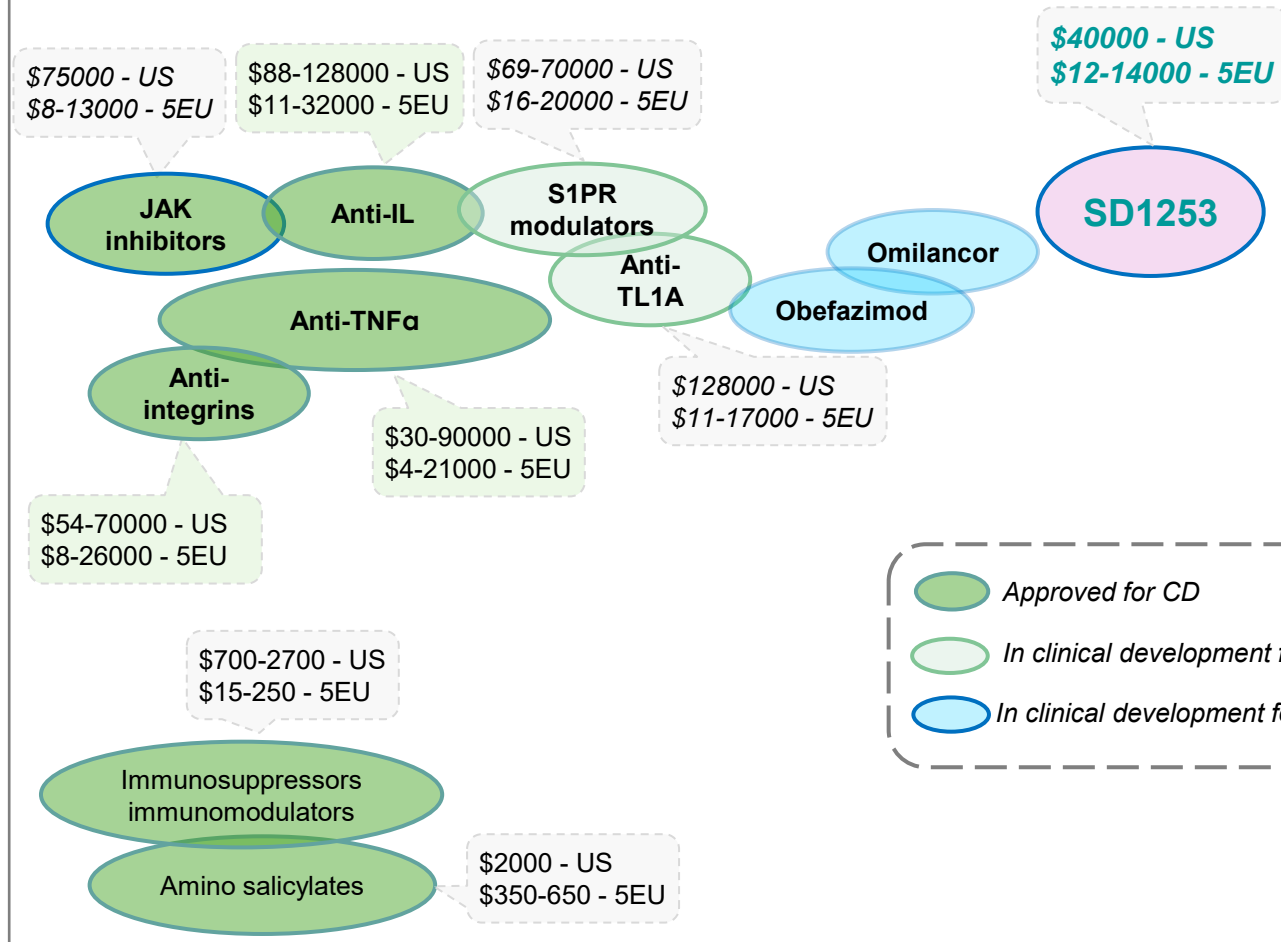 $40000 - US
$12-14000 - 5EU
$75000 - US
$8-13000 - 5EU
$88-128000 - US
$11-32000 - 5EU
$69-70000 - US
$16-20000 - 5EU
JAK
inhibitors
Anti-IL
S1PR
modulators
SD1253
Anti-
TL1A
Omilancor
Obefazimod
Anti-TNFα
Anti-
integrins
$128000 - US
$11-17000 - 5EU
$30-90000 - US
$4-21000 - 5EU
$54-70000 - US
$8-26000 - 5EU
Approved for CD
In clinical development
In clinical development
$700-2700 - US
$15-250 - 5EU
Immunosuppressors
immunomodulators
Amino salicylates
$2000 - US
$350-650 - 5EU